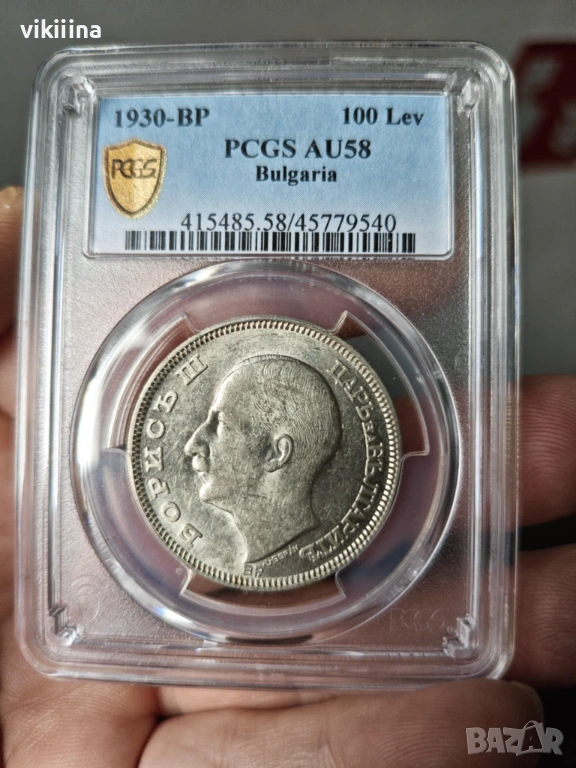 vikiiina
1930-BP 100 Lev
PCGS AU58
Bulgaria
PCGS
415485.58/45779540
БОРИСЪ III
ЦАРЬ НА БЪЛГАРИТѢ
BP
PCGS
BAZAR